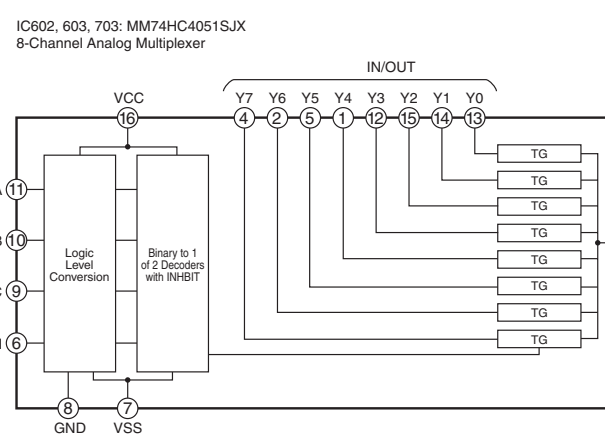 IC602, 603, 703: MM74HC4051SJX
8-Channel Analog Multiplexer
IN/OUT
VCC
Y7 Y6 Y5 Y4 Y3 Y2 Y1 Y0
16
4 2 5 1 12 15 14 13
TG
TG
TG
TG
TG
TG
TG
TG
A 11
B 10
C 9
6
Logic
Level
Conversion
Binary to 1
of 2 Decoders
with INHBIT
8
7
GND
VSS